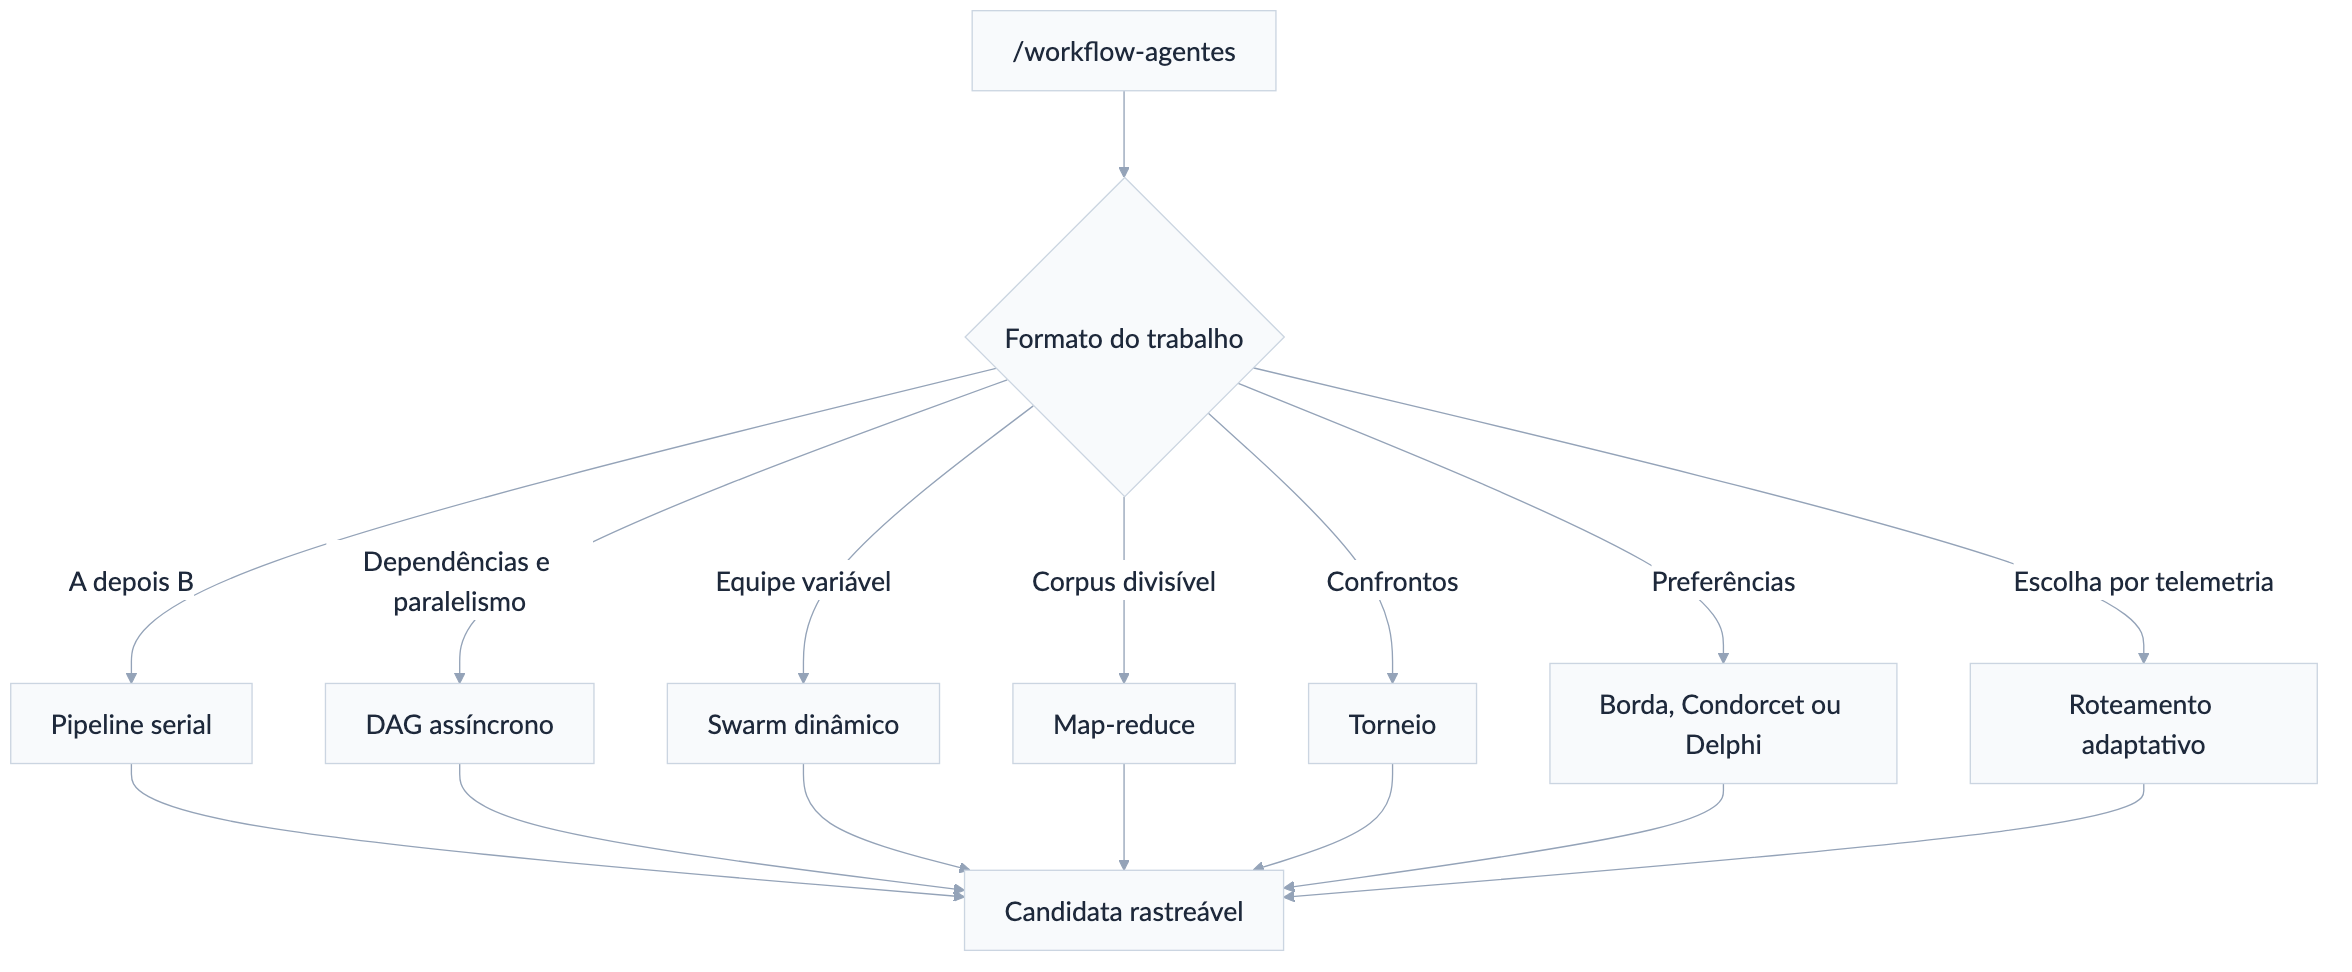 /workflow-agentes
Formato do trabalho
A depois B
Dependências e
paralelismo
Equipe variável
Corpus divisível
Confrontos
Preferências
Escolha por telemetria
Pipeline serial
DAG assíncrono
Swarm dinâmico
Map-reduce
Torneio
Borda, Condorcet ou
Delphi
Roteamento
adaptativo
Candidata rastreável